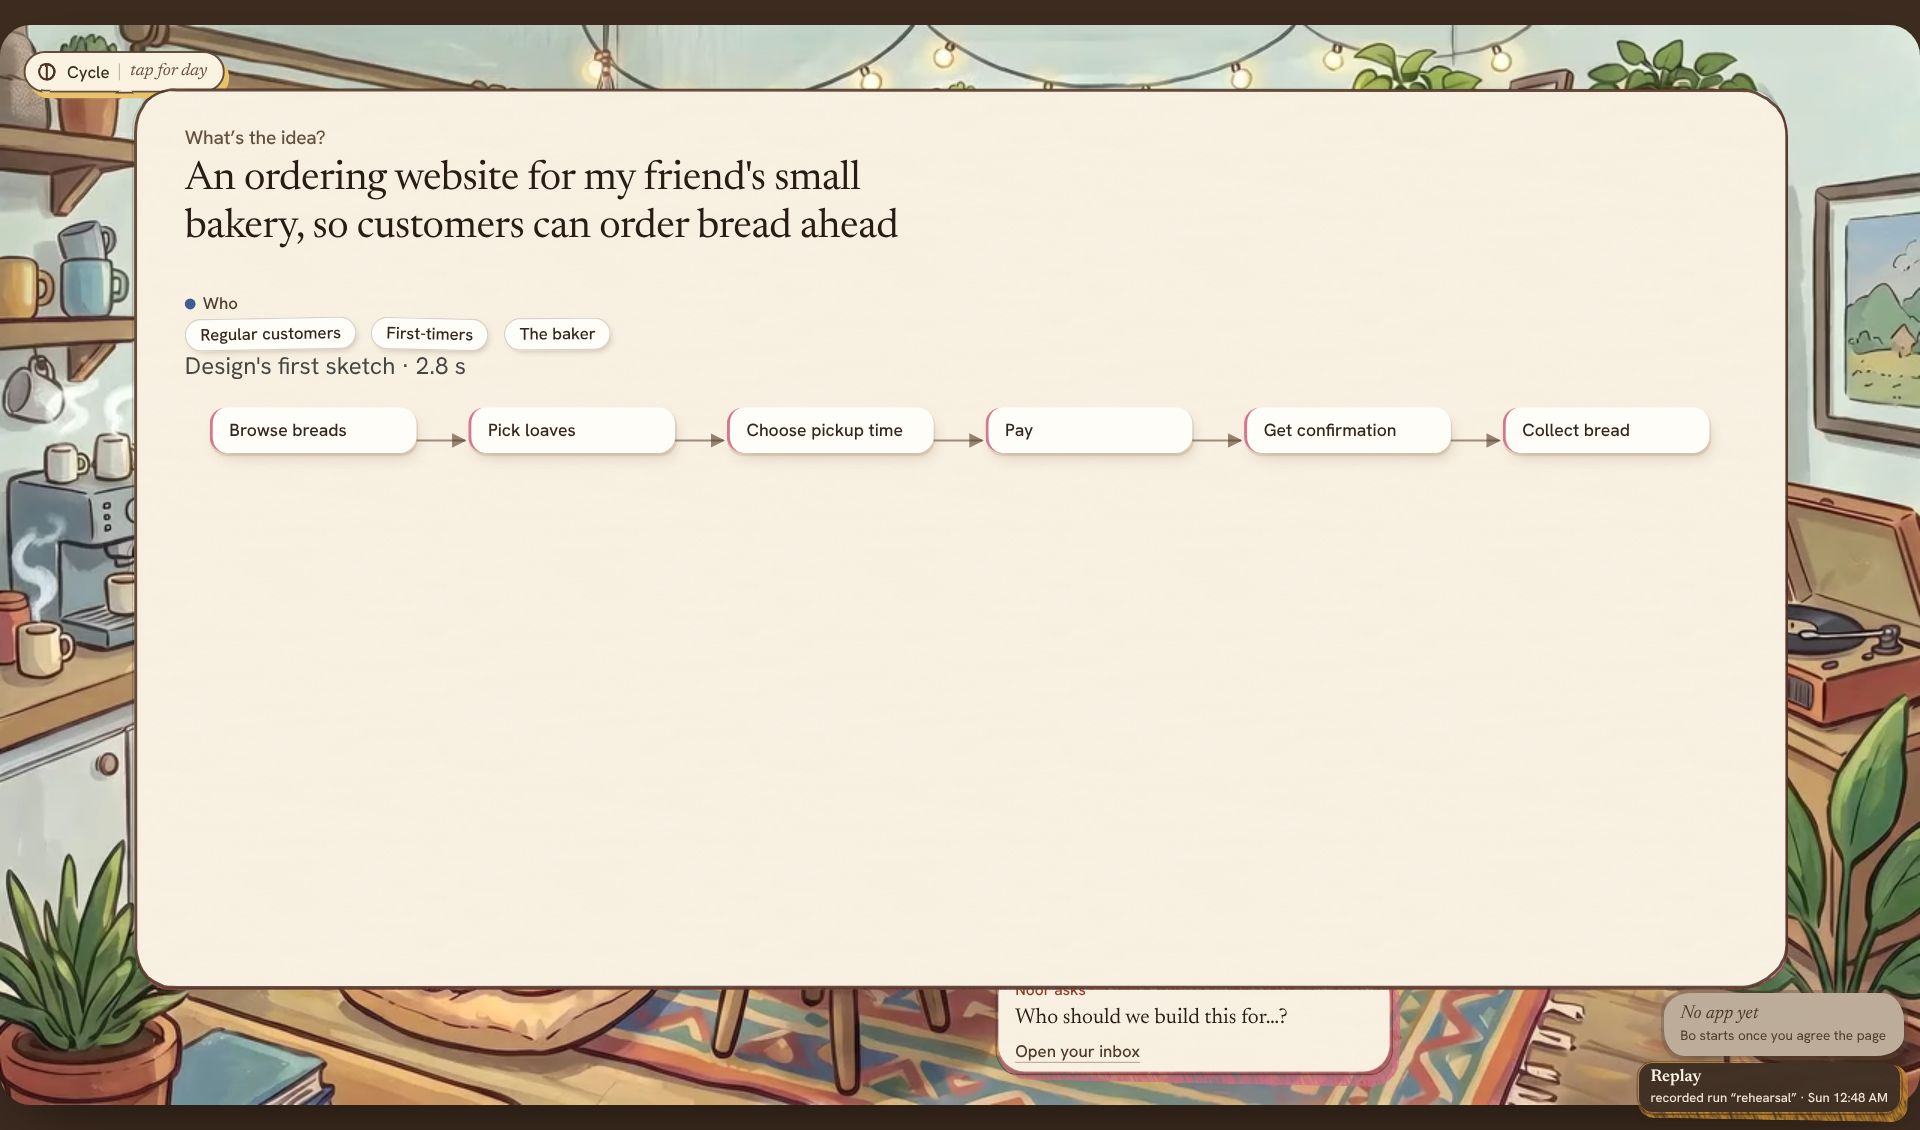 Cycle | tap for day
What's the idea?
An ordering website for my friend's small
bakery, so customers can order bread ahead
Who
Regular customers
First-timers
The baker
Design's first sketch · 2.8 s
Browse breads
Pick loaves
Choose pickup time
Pay
Get confirmation
Collect bread
Noor asks
Who should we build this for...?
Open your inbox
No app yet
Bo starts once you agree the page
Replay
recorded run “rehearsal” · Sun 12:48 AM